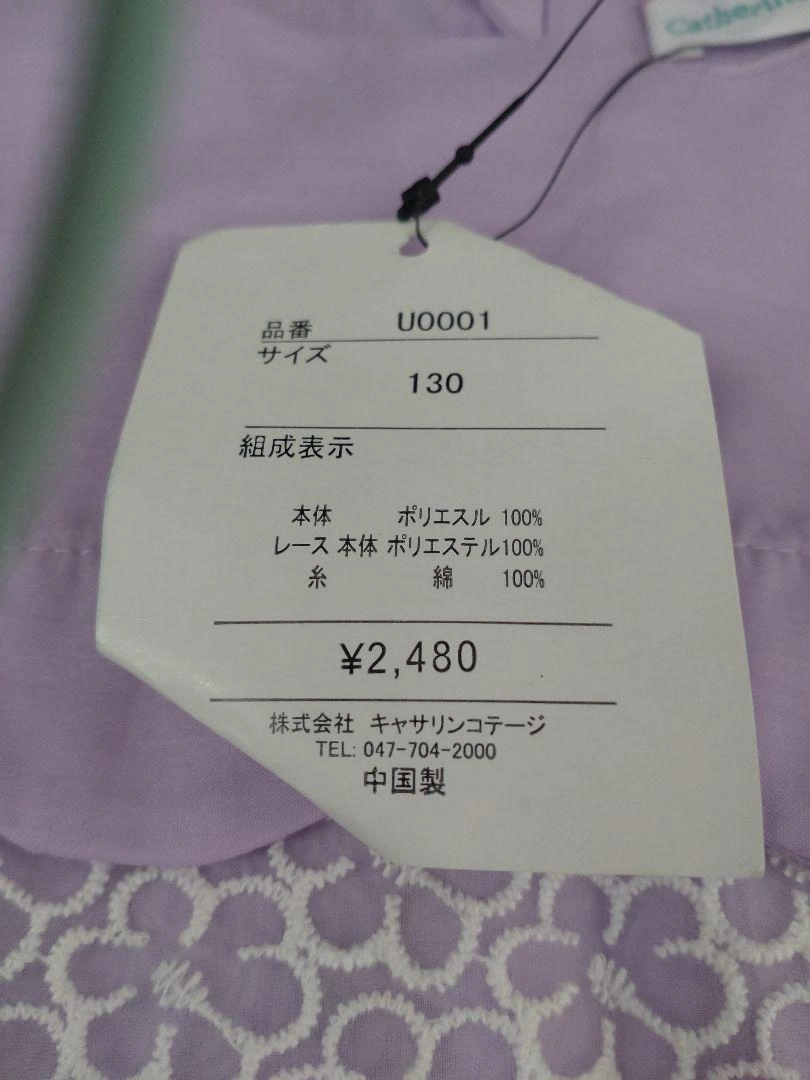 Catherin
品番 U0001
サイズ
130
組成表示
本体 ポリエスル 100%
レース 本体 ポリエステル100%
糸 綿 100%
¥2,480
株式会社 キャサリンコテージ
TEL: 047-704-2000
中国製